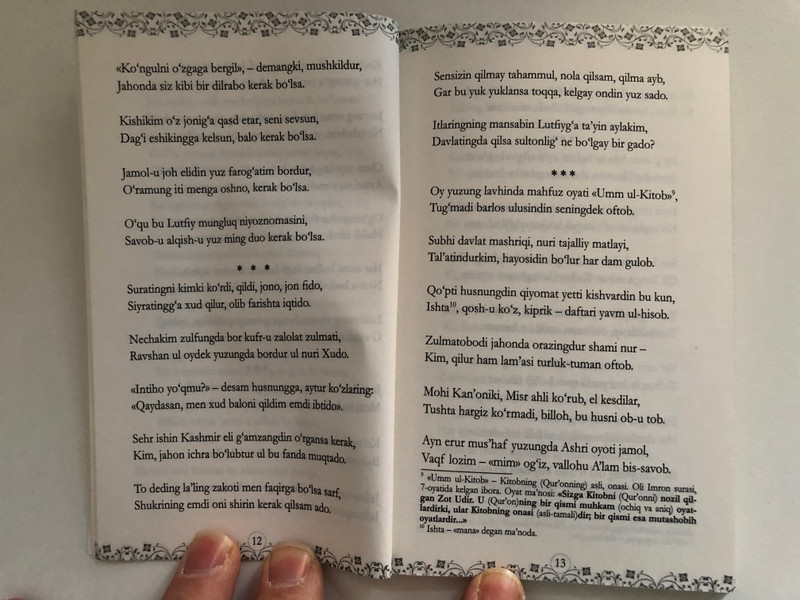 «Ko‘ngulni o‘zgaga bergil», – demangki, mushkildur,
Jahonda siz kibi bir dilrabo kerak bo‘lsa.
Kishikim o‘z jonig‘a qasd etar, seni sevsun,
Dag‘i eshikingga kelsun, balo kerak bo‘lsa.
Jamol-u joh elidin yuz farog‘atim bordur,
O‘ramung iti menga oshno, kerak bo‘lsa.
O‘qu bu Lutfiy mungluq niyoznomasini,
Savob-u alqish-u yuz ming duo kerak bo‘lsa.
* * *
Suratingni kimki ko‘rdi, qildi, jono, jon fido,
Siyratingg‘a xud qilur, olib farishta iqtido.
Nechakim zulfungda bor kufr-u zalolat zulmati,
Ravshan ul oydek yuzungda bordur ul nuri Xudo.
«Intiho yo‘qmu?» – desam husnungga, aytur ko‘zlaring:
«Qaydasan, men xud baloni qildim emdi ibtido».
Sehr ishin Kashmir eli g‘amzangdin o‘rgansa kerak,
Kim, jahon ichra bo‘lubtur ul bu fanda muqtado.
To deding la’ling zakoti men faqirga bo‘lsa sarf,
Shukrining emdi oni shirin kerak qilsam ado.
12
Sensizin qilmay tahammul, nola qilsam, qilma ayb,
Gar bu yuk yuklansa toqqa, kelgay ondin yuz sado.
Itlaringning mansabin Lutfiyg‘a ta’yin aylakim,
Davlatingda qilsa sultonlig‘ ne bo‘lgay bir gado?
***
Oy yuzung lavhinda mahfuz oyati «Umm ul-Kitob»⁹,
Tug‘madi barlos ulusindin seningdek oftob.
Subhi davlat mashriqi, nuri tajalliy matlayi,
Tal’atindurkim, hayosidin bo‘lur har dam gulob.
Qo‘pti husnungdin qiyomat yetti kishvardin bu kun,
Ishta¹⁰, qosh-u ko‘z, kiprik – daftari yavm ul-hisob.
Zulmatobodi jahonda orazingdur shami nur –
Kim, qilur ham lam’asi turluk-tuman oftob.
Mohi Kan’oniki, Misr ahli ko‘rub, el kesdilar,
Tushta hargiz ko‘rmadi, billoh, bu husni ob-u tob.
Ayn erur mus’haf yuzungda Ashri oyoti jamol,
Vaqf lozim – «mim» og‘iz, vallohu A’lam bis-savob.
⁹ «Umm ul-Kitob» – Kitobning (Qur’onning) asli, onasi. Oli Imron surasi,
7-oyatida kelgan ibora. Oyat ma’nosi: «Sizga Kitobni (Qur’onni) nozil qil-
gan Zot Udir. U (Qur’on)ning bir qismi muhkam (ochiq va aniq) oyat-
lardirki, ular Kitobning onasi (asli-tamali)dir; bir qismi esa mutashobih
oyatlardir...»
¹⁰ Ishta – «mana» degan ma’noda.
13